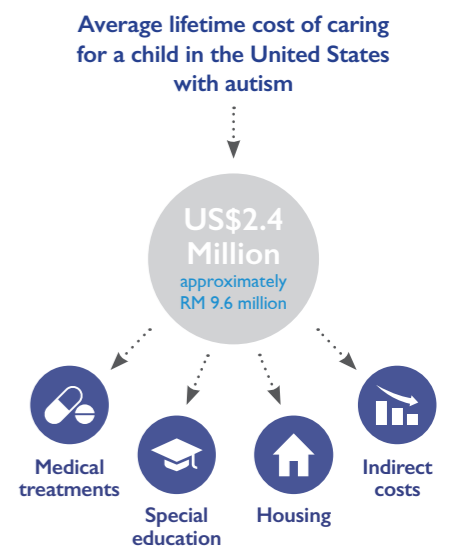 Average lifetime cost of caring
for a child in the United States
with autism
US$2.4
Million
approximately
RM 9.6 million
Medical
treatments
Special
education
Housing
Indirect
costs